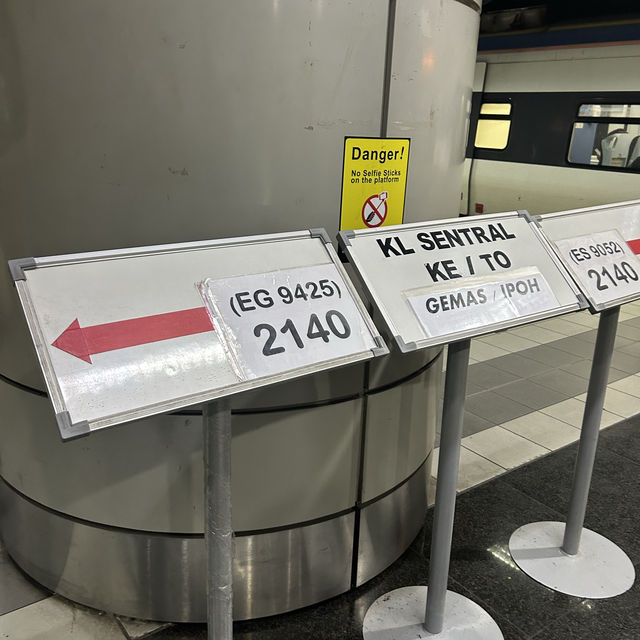 Danger!
No Selfie Sticks
on the platform
(EG 9425)
2140
KL SENTRAL
KE / TO
GEMAS / IPOH
(ES 9052)
2140